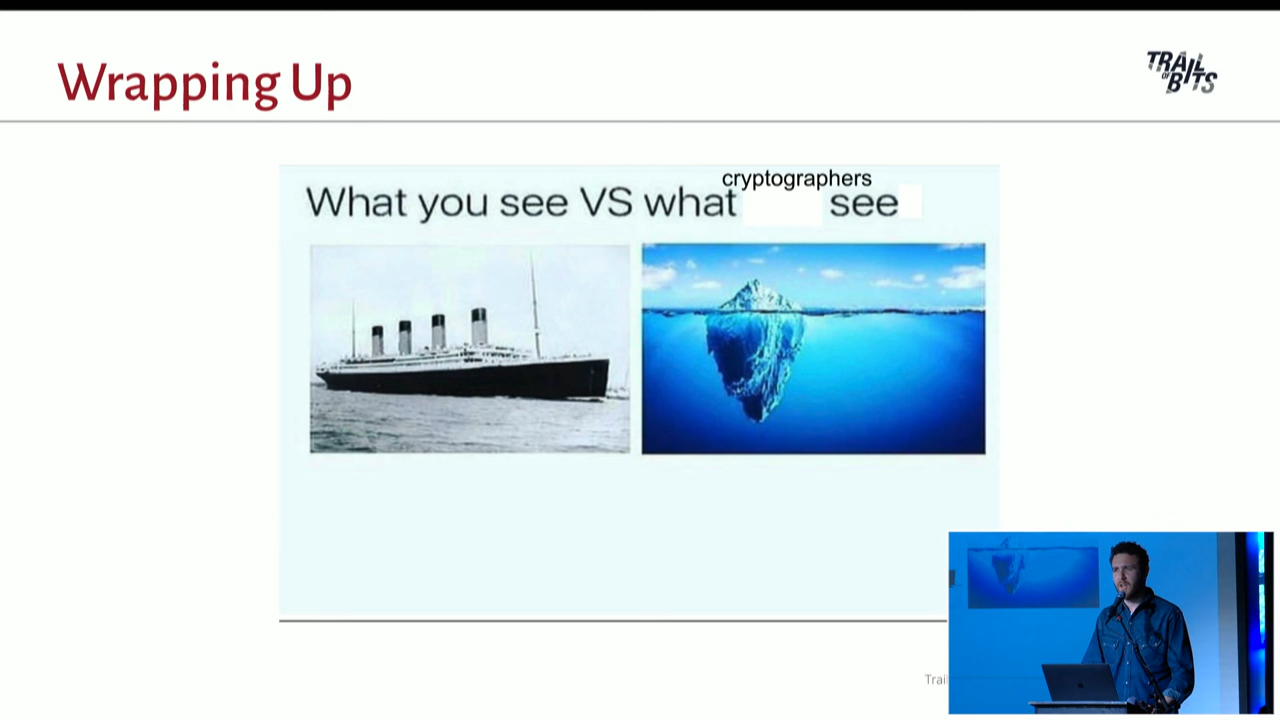 Wrapping Up
TRAIL
OF
BITS
cryptographers
What you see VS what see
Trail